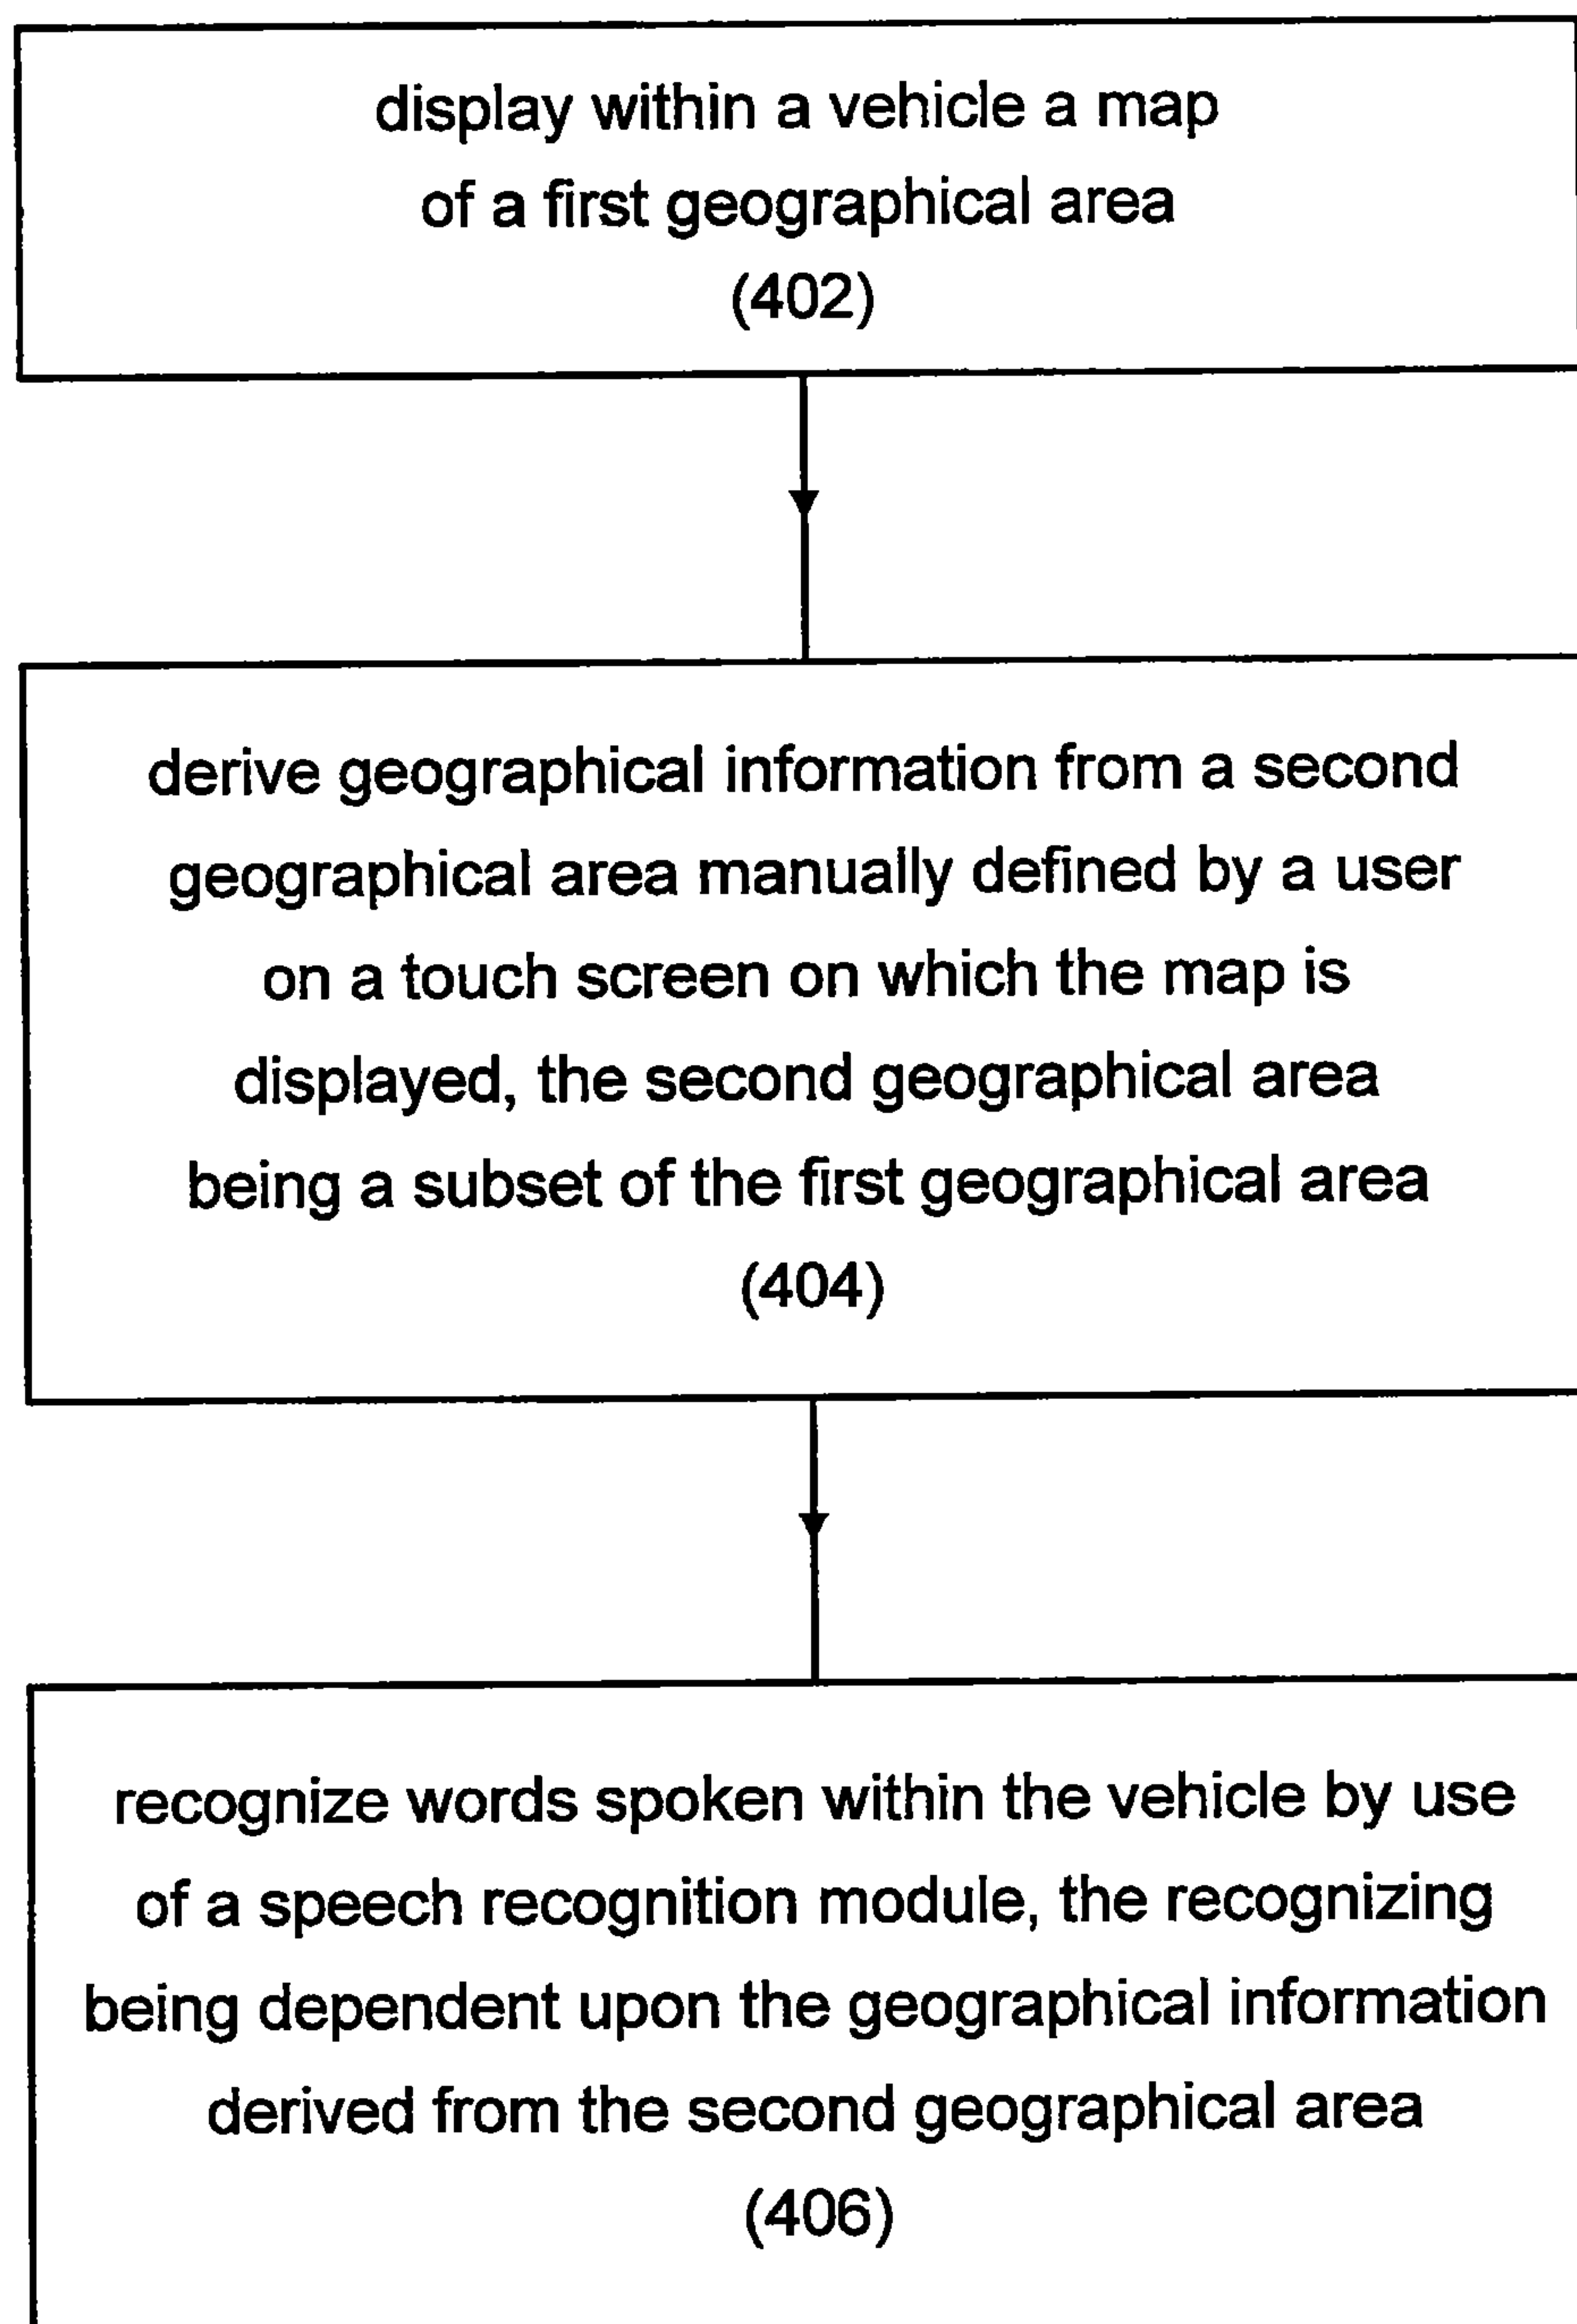 display within a vehicle a map
of a first geographical area
(402)
derive geographical information from a second
geographical area manually defined by a user
on a touch screen on which the map is
displayed, the second geographical area
being a subset of the first geographical area
(404)
recognize words spoken within the vehicle by use
of a speech recognition module, the recognizing
being dependent upon the geographical information
derived from the second geographical area
(406)